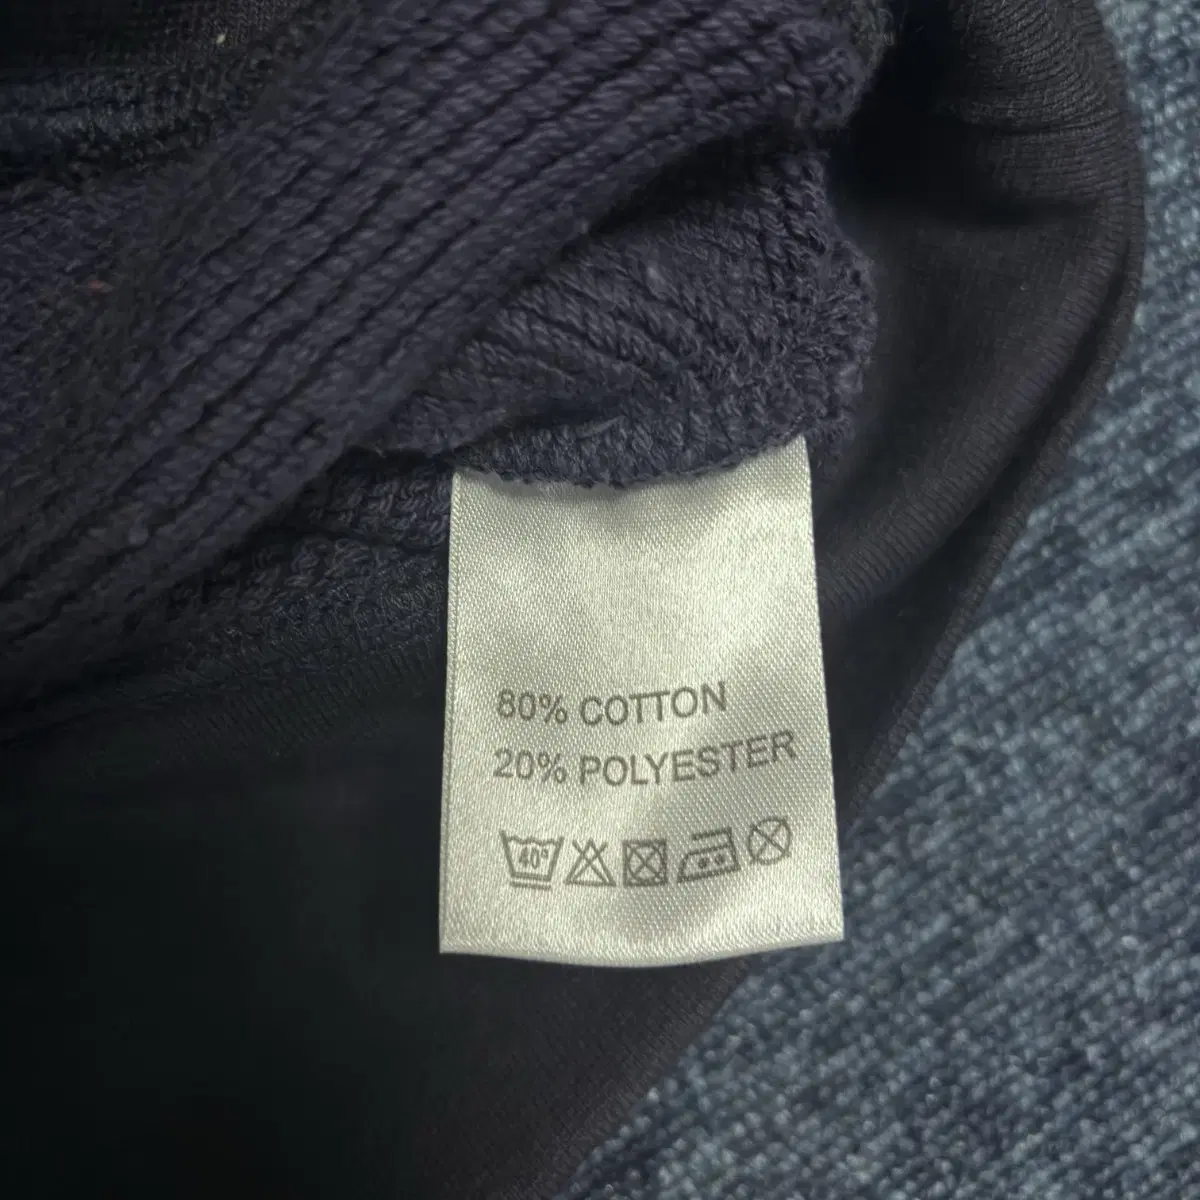 80% COTTON
20% POLYESTER
40°